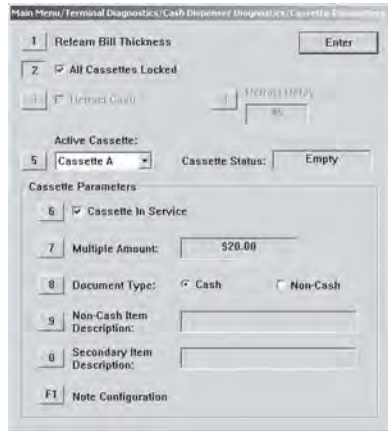 Main Menu/Terminal Diagnostics/Cash Dispenser Diagnostics/Cassette Parameters
1 Relearn Bill Thickness Enter
2 All Cassettes Locked
3 Retract Cash 4 Retract Delay
45
Active Cassette:
5 Cassette A Cassette Status: Empty
Cassette Parameters
6 Cassette In Service
7 Multiple Amount: $20.00
8 Document Type: Cash Non-Cash
9 Non-Cash Item
Description:
0 Secondary Item
Description:
F1 Note Configuration